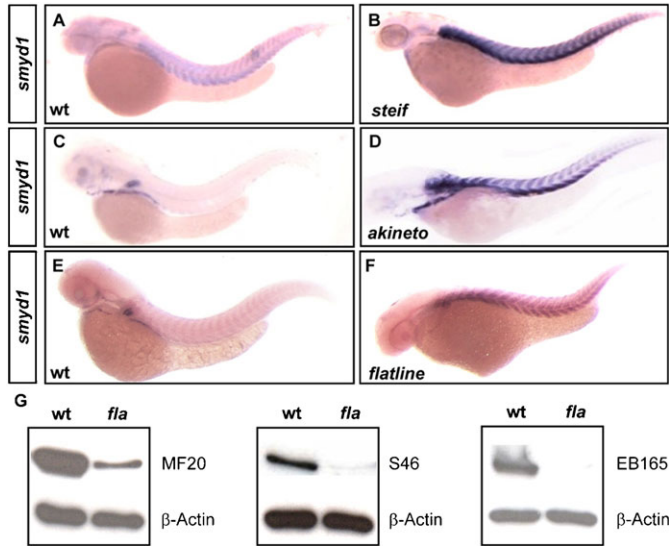 smyd1
A
wt
B
steif
smyd1
C
wt
D
akineto
smyd1
E
wt
F
flatline
G
wt fla
MF20
β-Actin
wt fla
S46
β-Actin
wt fla
EB165
β-Actin